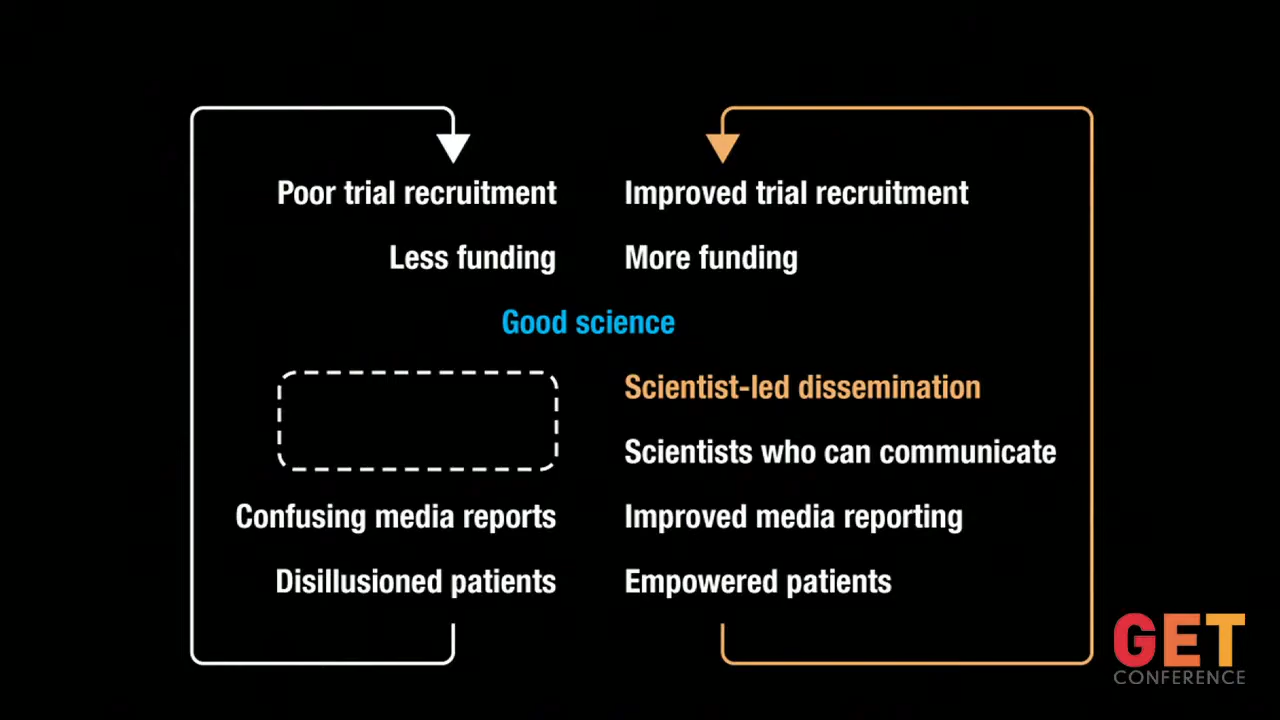 Poor trial recruitment
Improved trial recruitment
Less funding
More funding
Good science
Scientist-led dissemination
Scientists who can communicate
Confusing media reports
Improved media reporting
Disillusioned patients
Empowered patients
GET
CONFERENCE